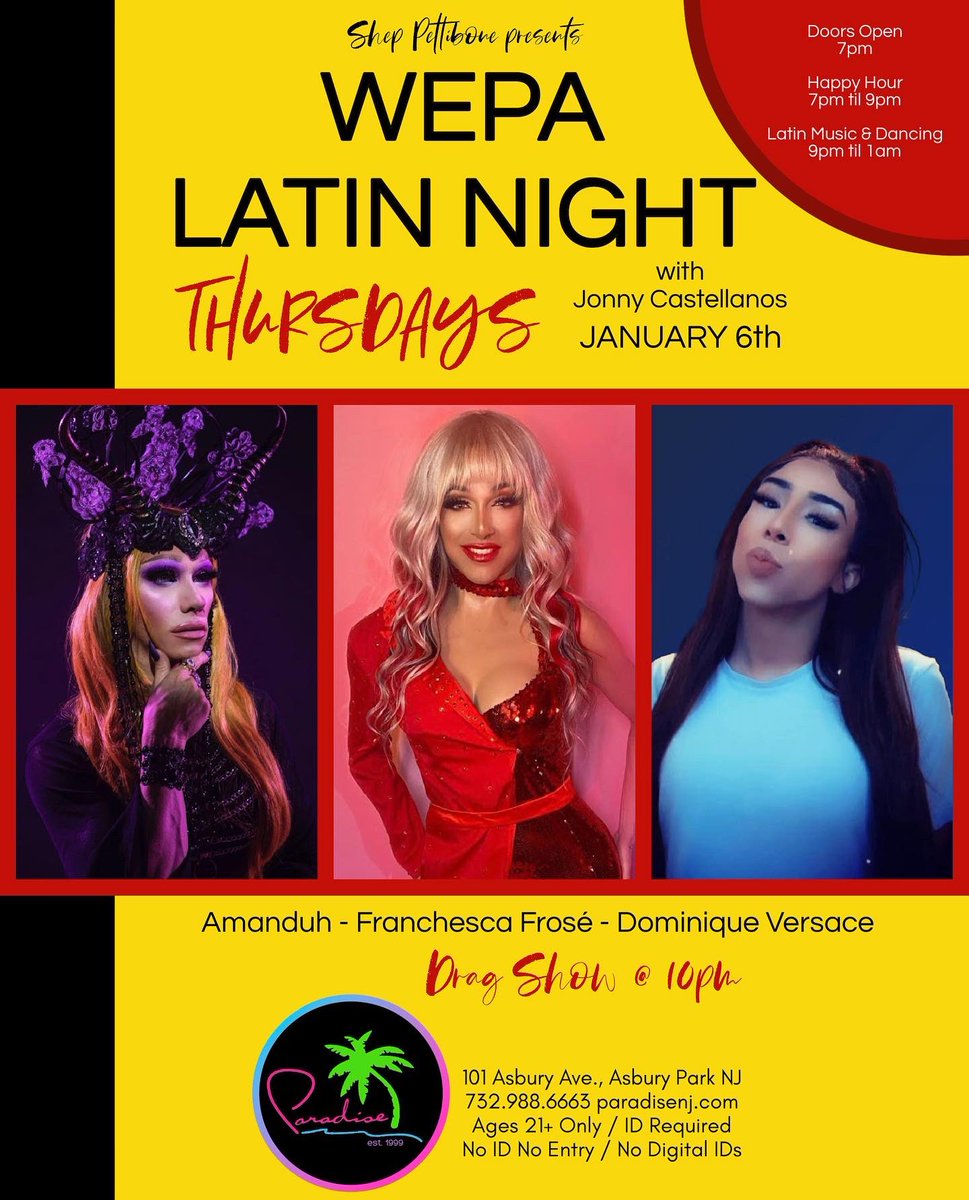 Shep Pettibone presents
WEPA
LATIN NIGHT
THURSDAYS
with
Jonny Castellanos
JANUARY 6th
Doors Open
7pm
Happy Hour
7pm til 9pm
Latin Music & Dancing
9pm til 1am
Amanduh - Franchesca Frosé - Dominique Versace
Drag Show @ 10pm
Paradise
est. 1999
101 Asbury Ave., Asbury Park NJ
732.988.6663 paradisenj.com
Ages 21+ Only / ID Required
No ID No Entry / No Digital IDs